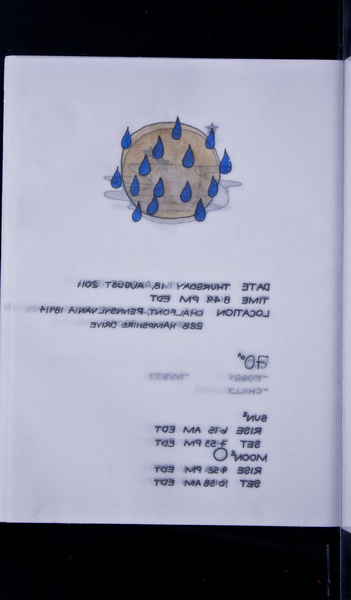 DATE THURSDAY 18, AUGUST 2011
TIME 8:49 PM EDT
LOCATION CHALFONT, PENNSYLVANIA 18914
HAMPSHIRE DRIVE
70°
-FOGGY -MISTY
-CHILLY
SUN
RISE 6:15 AM EDT
SET 7:53 PM EDT
MOON
RISE 9:52 PM EDT
SET 10:58 AM EDT